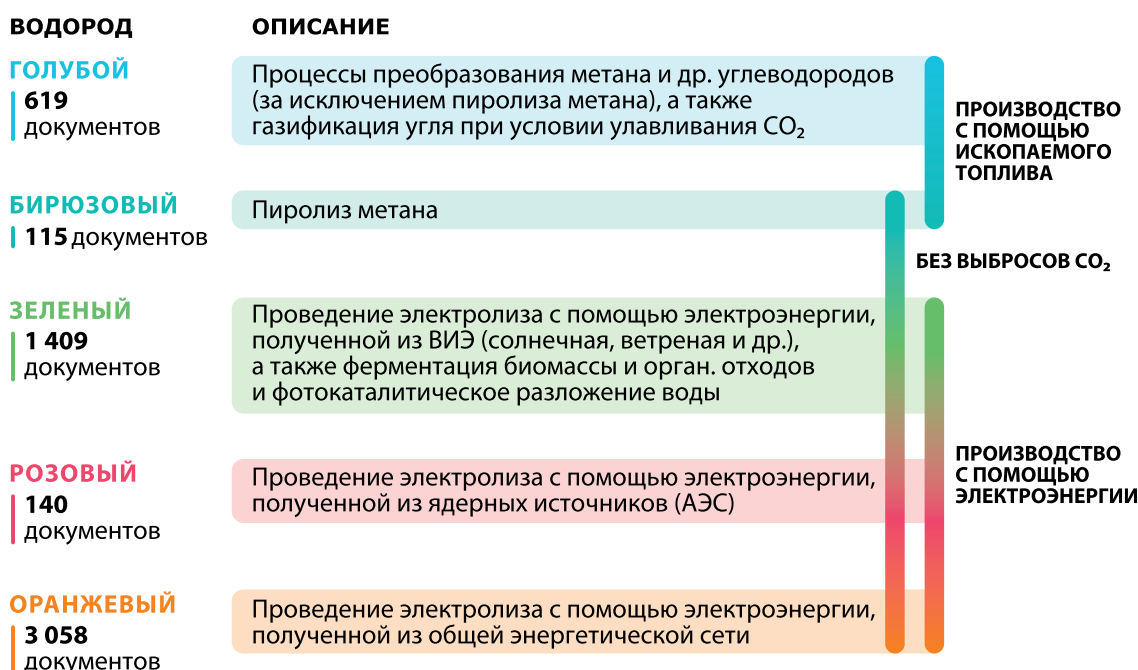 ВОДОРОД
ОПИСАНИЕ
ГОЛУБОЙ
619
документов
Процессы преобразования метана и др. углеводородов
(за исключением пиролиза метана), а также
газификация угля при условии улавливания CO₂
ПРОИЗВОДСТВО
С ПОМОЩЬЮ
ИСКОПАЕМОГО
ТОПЛИВА
БИРЮЗОВЫЙ
115 документов
Пиролиз метана
БЕЗ ВЫБРОСОВ CO₂
ЗЕЛЕНЫЙ
1 409
документов
Проведение электролиза с помощью электроэнергии,
полученной из ВИЭ (солнечная, ветреная и др.),
а также ферментация биомассы и орган. отходов
и фотокаталитическое разложение воды
ПРОИЗВОДСТВО
С ПОМОЩЬЮ
ЭЛЕКТРОЭНЕРГИИ
РОЗОВЫЙ
140
документов
Проведение электролиза с помощью электроэнергии,
полученной из ядерных источников (АЭС)
ОРАНЖЕВЫЙ
3 058
документов
Проведение электролиза с помощью электроэнергии,
полученной из общей энергетической сети